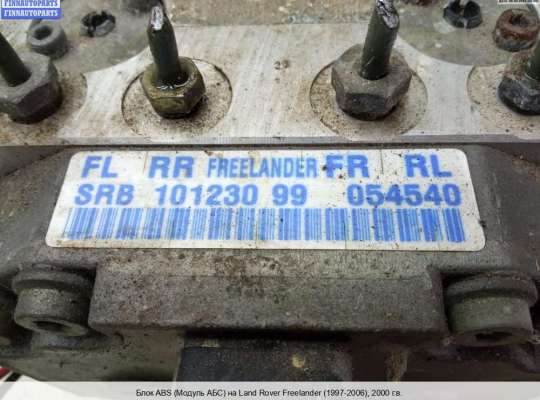 FINNAUTOPARTS
FINNAUTOPARTS
FL RR FREELANDER FR RL
SRB 101230 99 054540
Блок ABS (Модуль АБС) на Land Rover Freelander (1997-2006), 2000 г.в.